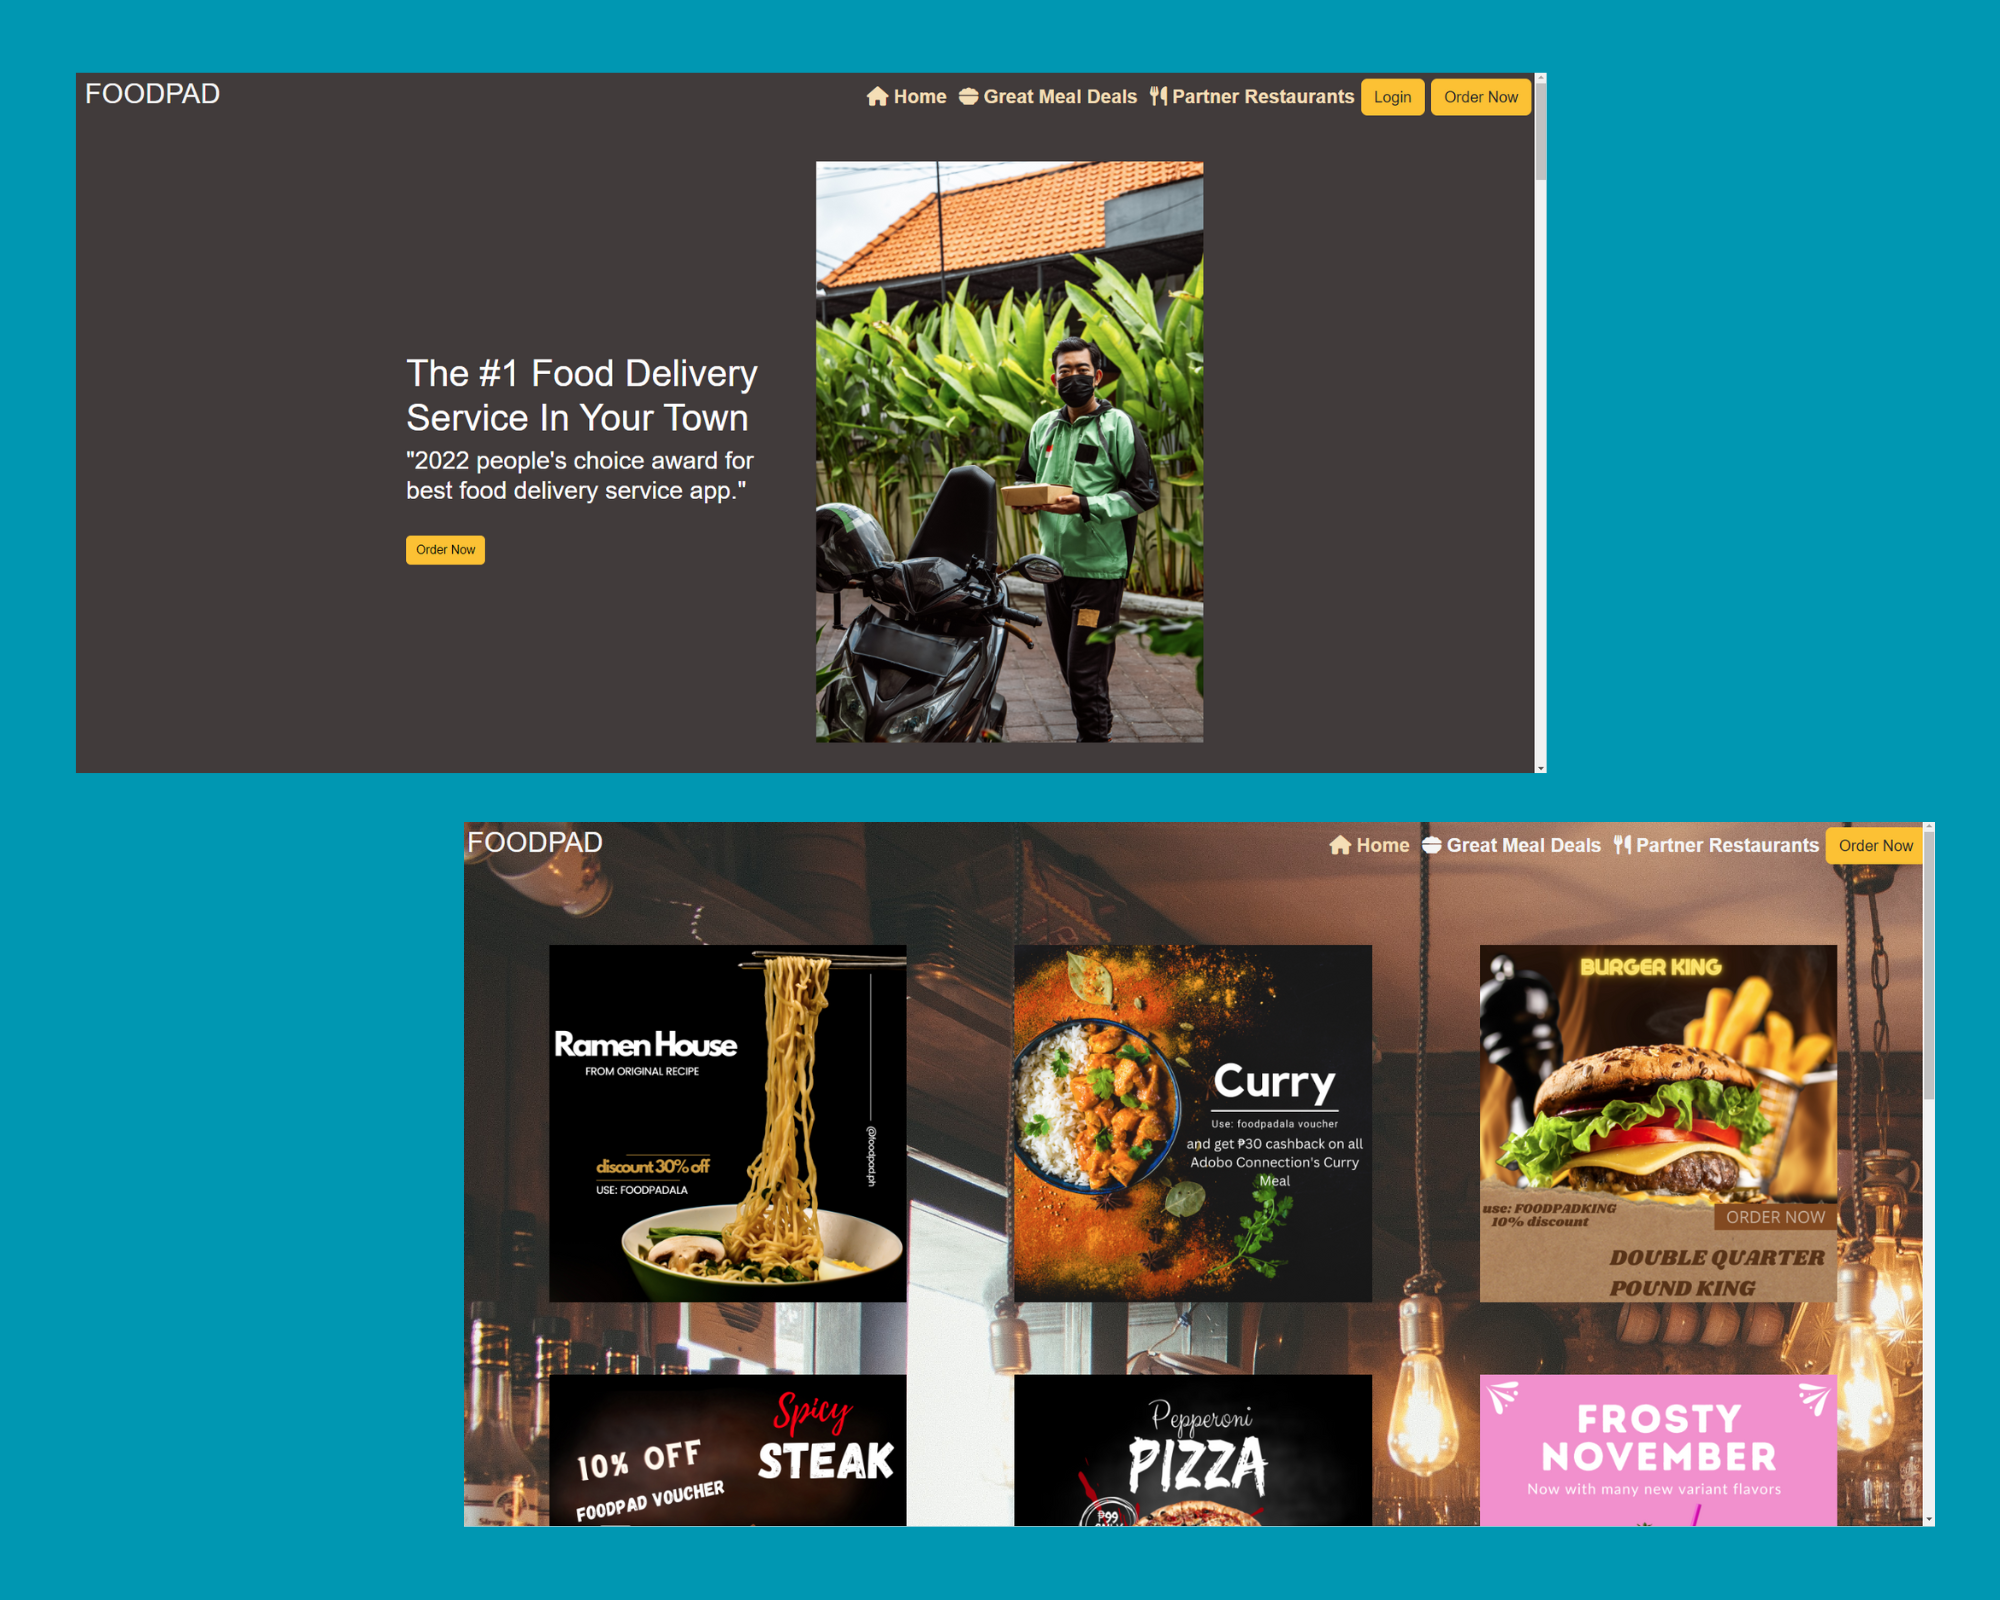 FOODPAD
Home Great Meal Deals Partner Restaurants Login Order Now
The #1 Food Delivery
Service In Your Town
"2022 people's choice award for
best food delivery service app."
Order Now
FOODPAD
Home Great Meal Deals Partner Restaurants Order Now
Ramen House
FROM ORIGINAL RECIPE
@foodpad.ph
discount 30% off
USE: FOODPADALA
Curry
Use: foodpadala voucher
and get ₱30 cashback on all
Adobo Connection's Curry
Meal
BURGER KING
use: FOODPADKING
10% discount
ORDER NOW
DOUBLE QUARTER
POUND KING
Spicy
STEAK
10% OFF
FOODPAD VOUCHER
Pepperoni
PIZZA
₱99
ONLY
FROSTY
NOVEMBER
Now with many new variant flavors